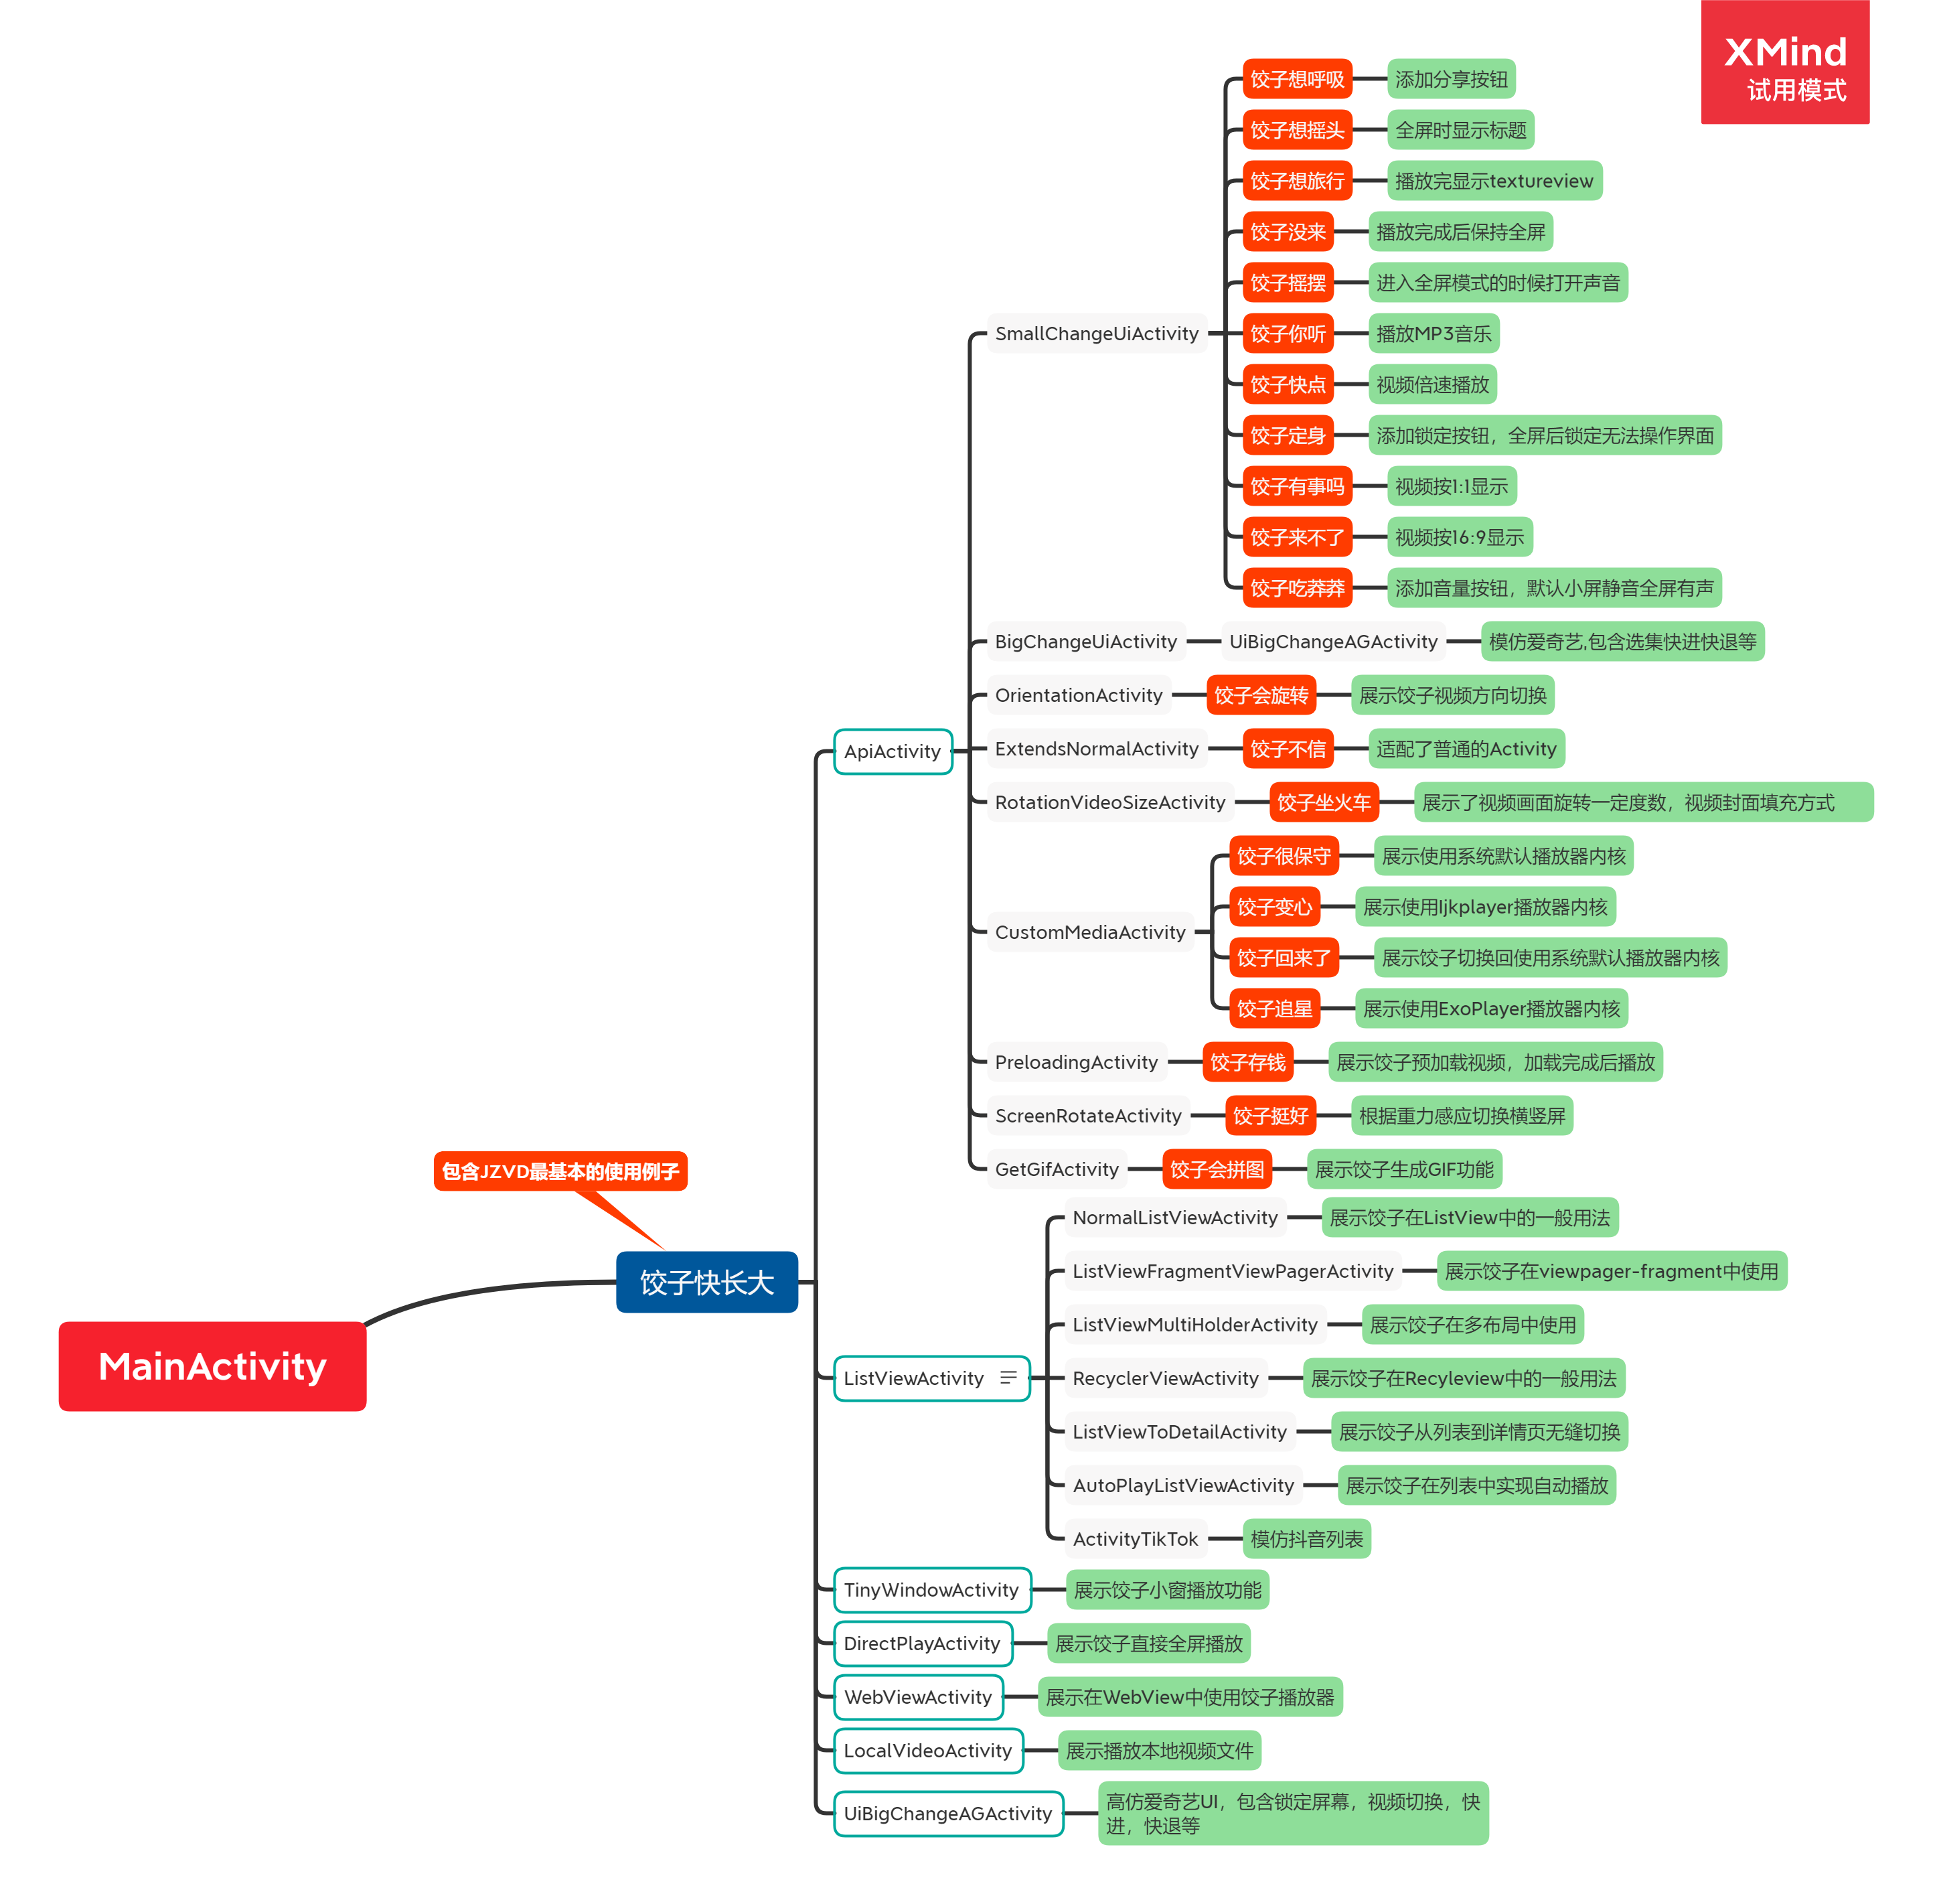 XMind
试用模式
饺子想呼吸
添加分享按钮
饺子想摇头
全屏时显示标题
饺子想旅行
播放完显示textureview
饺子没来
播放完成后保持全屏
饺子摇摆
进入全屏模式的时候打开声音
SmallChangeUiActivity
饺子你听
播放MP3音乐
饺子快点
视频倍速播放
饺子定身
添加锁定按钮，全屏后锁定无法操作界面
饺子有事吗
视频按1:1显示
饺子来不了
视频按16:9显示
饺子吃莽莽
添加音量按钮，默认小屏静音全屏有声
BigChangeUiActivity
UiBigChangeAGActivity
模仿爱奇艺,包含选集快进快退等
OrientationActivity
饺子会旋转
展示饺子视频方向切换
ApiActivity
ExtendsNormalActivity
饺子不信
适配了普通的Activity
RotationVideoSizeActivity
饺子坐火车
展示了视频画面旋转一定度数，视频封面填充方式
饺子很保守
展示使用系统默认播放器内核
饺子变心
展示使用Ijkplayer播放器内核
CustomMediaActivity
饺子回来了
展示饺子切换回使用系统默认播放器内核
饺子追星
展示使用ExoPlayer播放器内核
PreloadingActivity
饺子存钱
展示饺子预加载视频，加载完成后播放
ScreenRotateActivity
饺子挺好
根据重力感应切换横竖屏
GetGifActivity
饺子会拼图
展示饺子生成GIF功能
包含JZVD最基本的使用例子
饺子快长大
MainActivity
NormalListViewActivity
展示饺子在ListView中的一般用法
ListViewFragmentViewPagerActivity
展示饺子在viewpager-fragment中使用
ListViewMultiHolderActivity
展示饺子在多布局中使用
ListViewActivity
RecyclerViewActivity
展示饺子在Recyleview中的一般用法
ListViewToDetailActivity
展示饺子从列表到详情页无缝切换
AutoPlayListViewActivity
展示饺子在列表中实现自动播放
ActivityTikTok
模仿抖音列表
TinyWindowActivity
展示饺子小窗播放功能
DirectPlayActivity
展示饺子直接全屏播放
WebViewActivity
展示在WebView中使用饺子播放器
LocalVideoActivity
展示播放本地视频文件
UiBigChangeAGActivity
高仿爱奇艺UI，包含锁定屏幕，视频切换，快
进，快退等